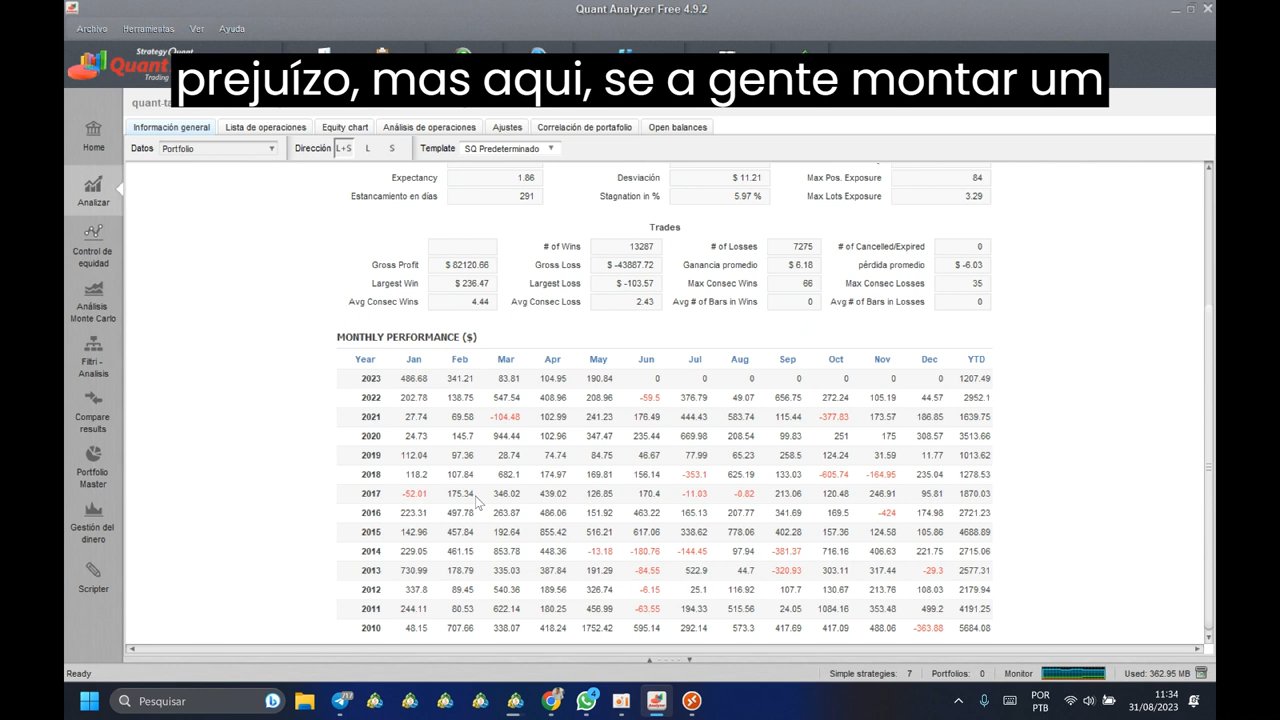 Quant Analyzer Free 4.9.2
Archivo Herramientas Ver Ayuda
Strategy Quant
Quant
Trading
prejuízo, mas aqui, se a gente montar um
Información general Lista de operaciones Equity chart Análisis de operaciones Ajustes Correlación de portafolio Open balances
Datos Portfolio Dirección L+S L S Template SQ Predeterminado
Home
Analizar
Control de equidad
Análisis Monte Carlo
Fitri - Analisis
Compare results
Portfolio Master
Gestión del dinero
Scripter
Expectancy 1.86 Desviación $ 11.21 Max Pos. Exposure 84
Estancamiento en días 291 Stagnation in % 5.97 % Max Lots Exposure 3.29
Trades
# of Wins 13287 # of Losses 7275 # of Cancelled/Expired 0
Gross Profit $ 82120.66 Gross Loss $ -43887.72 Ganancia promedio $ 6.18 pérdida promedio $ -6.03
Largest Win $ 236.47 Largest Loss $ -103.57 Max Consec Wins 66 Max Consec Losses 35
Avg Consec Wins 4.44 Avg Consec Loss 2.43 Avg # of Bars in Wins 0 Avg # of Bars in Losses 0
MONTHLY PERFORMANCE ($)
Year Jan Feb Mar Apr May Jun Jul Aug Sep Oct Nov Dec YTD
2023 486.68 341.21 83.81 104.95 190.84 0 0 0 0 0 0 0 1207.49
2022 202.78 138.75 547.54 408.96 208.96 -59.5 376.79 49.07 656.75 272.24 105.19 44.57 2952.1
2021 27.74 69.58 -104.48 102.99 241.23 176.49 444.43 583.74 115.44 -377.83 173.57 186.85 1639.75
2020 24.73 145.7 944.44 102.96 347.47 235.44 669.98 208.54 99.83 251 175 308.57 3513.66
2019 112.04 97.36 28.74 74.74 84.75 46.67 77.99 65.23 258.5 124.24 31.59 11.77 1013.62
2018 118.2 107.84 682.1 174.97 169.81 156.14 -353.1 625.19 133.03 -605.74 -164.95 235.04 1278.53
2017 -52.01 175.34 346.02 439.02 126.85 170.4 -11.03 -0.82 213.06 120.48 246.91 95.81 1870.03
2016 223.31 497.78 263.87 486.06 151.92 463.22 165.13 207.77 341.69 169.5 -424 174.98 2721.23
2015 142.96 457.84 192.64 855.42 516.21 617.06 338.62 778.06 402.28 157.36 124.58 105.86 4688.89
2014 229.05 461.15 853.78 448.36 -13.18 -180.76 -144.45 97.94 -381.37 716.16 406.63 221.75 2715.06
2013 730.99 178.79 335.03 387.84 191.29 -84.55 522.9 44.7 -320.93 303.11 317.44 -29.3 2577.31
2012 337.8 89.45 540.36 189.56 326.74 -6.15 25.1 116.92 107.7 130.67 213.76 108.03 2179.94
2011 244.11 80.53 622.14 180.25 456.99 -63.55 194.33 515.56 24.05 1084.16 353.48 499.2 4191.25
2010 48.15 707.66 338.07 418.24 1752.42 595.14 292.14 573.3 417.69 417.09 488.06 -363.88 5684.08
Ready Simple strategies: 7 Portfolios: 0 Monitor Used: 362.95 MB
Pesquisar
4
POR
PTB
11:34
31/08/2023